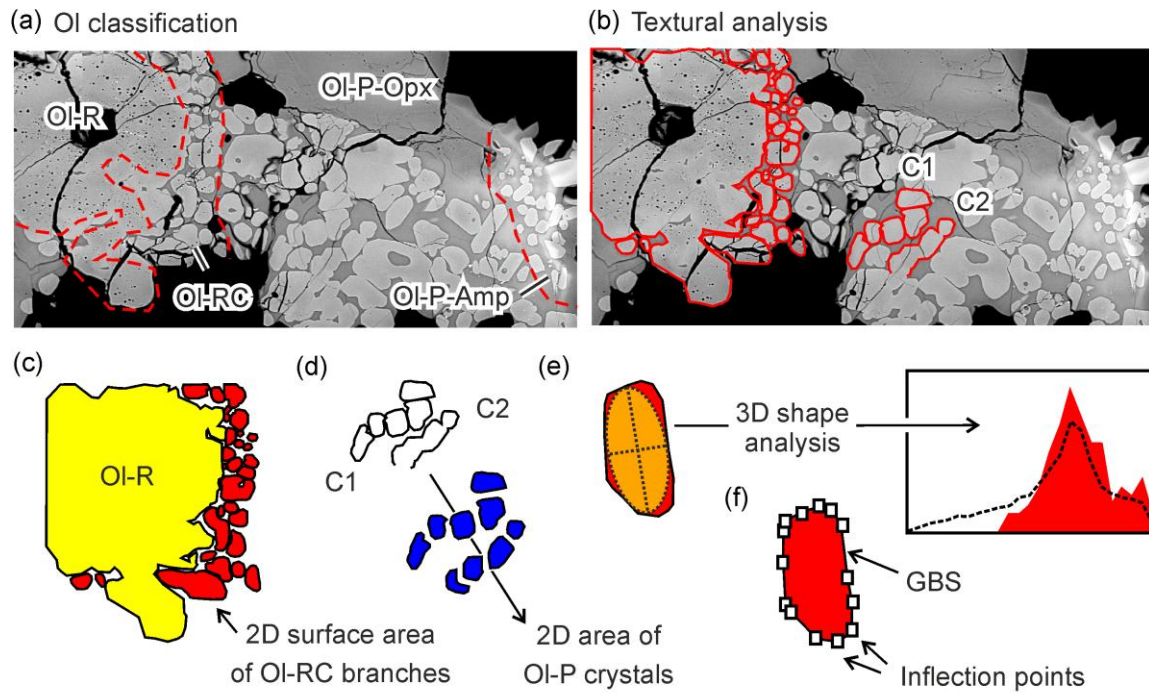 (a) Ol classification
Ol-R
Ol-P-Opx
Ol-RC
Ol-P-Amp
(b) Textural analysis
C1
C2
(c)
Ol-R
2D surface area
of Ol-RC branches
(d)
C2
C1
2D area of
Ol-P crystals
(e)
3D shape
analysis
(f)
GBS
Inflection points